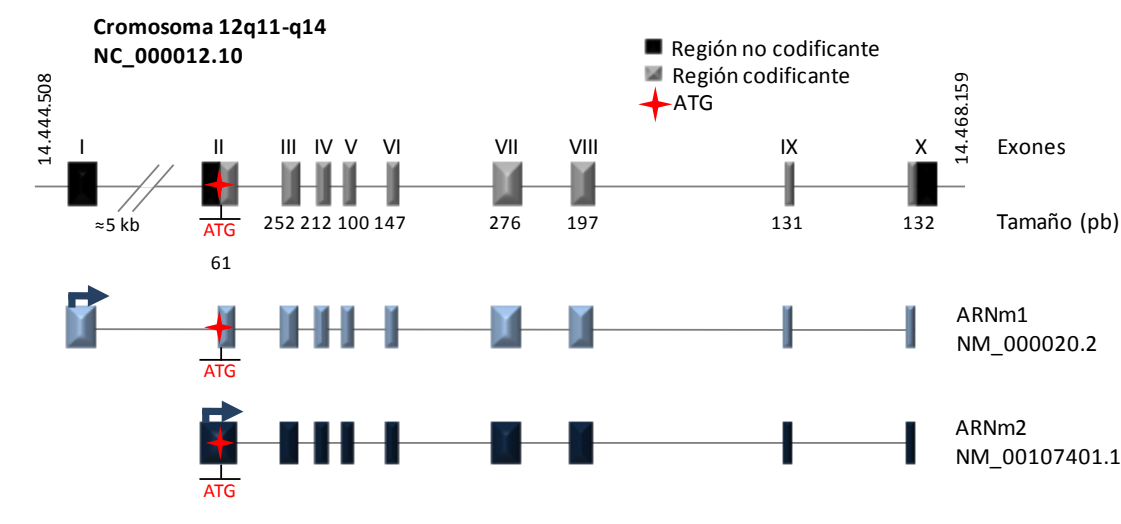 Cromosoma 12q11-q14
NC_000012.10
Región no codificante
Región codificante
ATG
14.444.508
14.468.159
I II III IV V VI VII VIII IX X Exones
≈5 kb ATG 252 212 100 147 276 197 131 132 Tamaño (pb)
61
ARNm1
NM_000020.2
ATG
ARNm2
NM_00107401.1
ATG